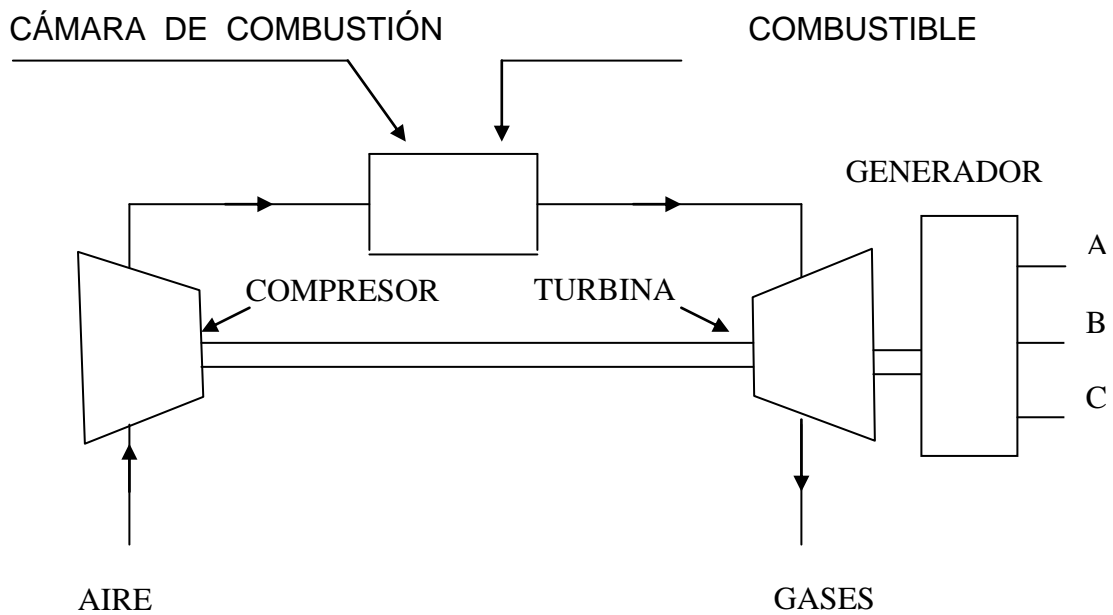 CÁMARA DE COMBUSTIÓN COMBUSTIBLE
GENERADOR
A
COMPRESOR TURBINA
B
C
AIRE GASES